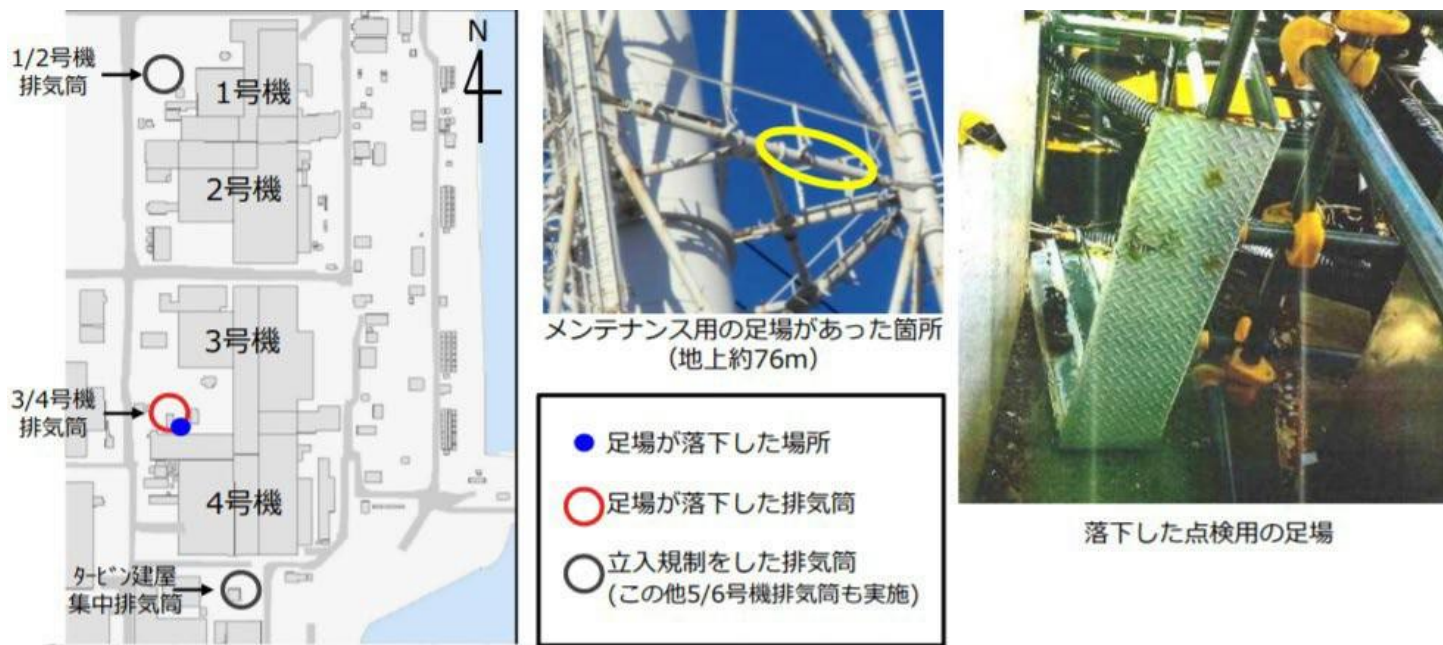 1/2号機
排気筒
1号機
2号機
N
3号機
3/4号機
排気筒
4号機
ﾀｰﾋﾞﾝ建屋
集中排気筒
メンテナンス用の足場があった箇所
(地上約76m)
足場が落下した場所
足場が落下した排気筒
立入規制をした排気筒
(この他5/6号機排気筒も実施)
落下した点検用の足場